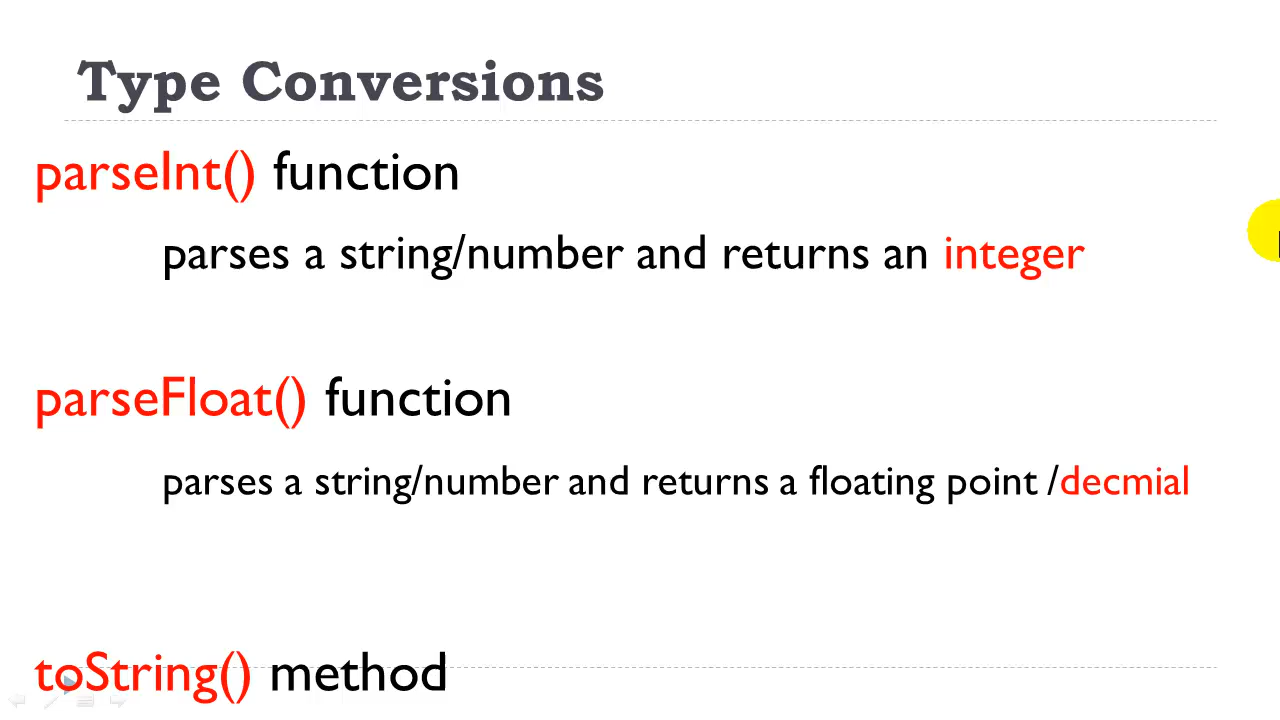 Type Conversions
parseInt() function
parses a string/number and returns an integer
parseFloat() function
parses a string/number and returns a floating point /decmial
toString() method